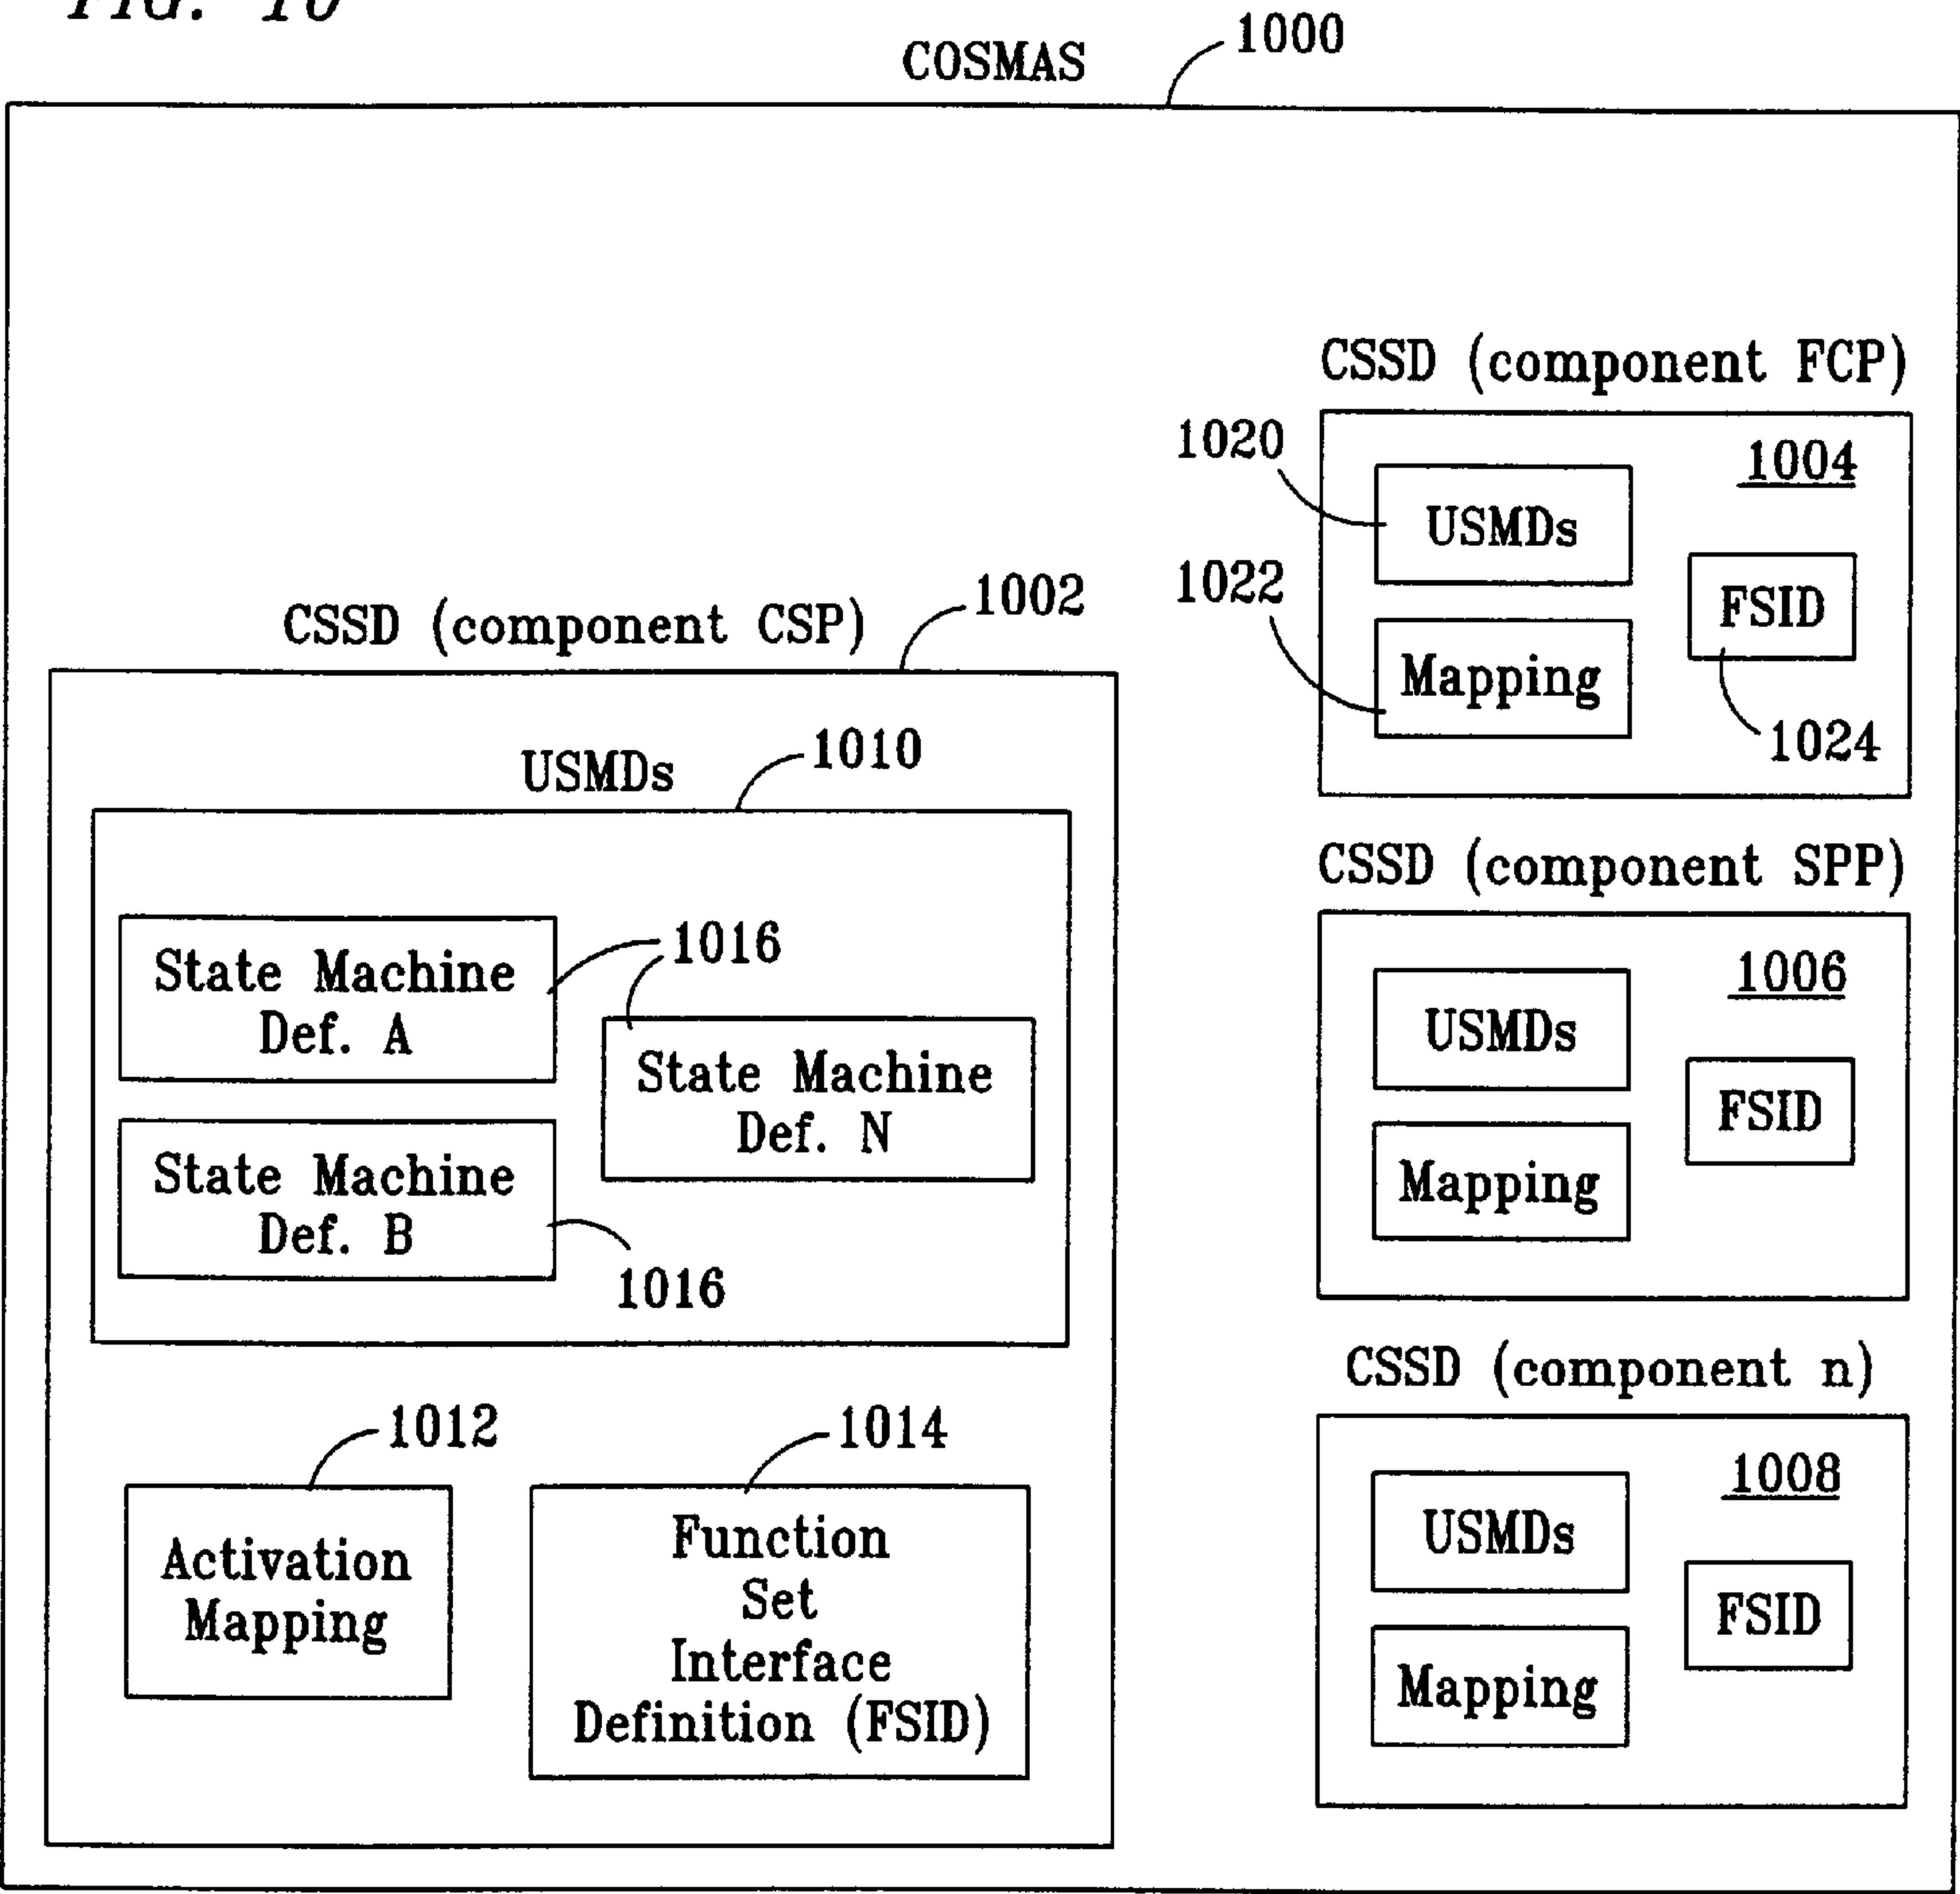 FIG. 10
COSMAS
1000
CSSD (component FCP)
1020
1004
USMDs
1022
FSID
Mapping
1024
CSSD (component CSP)
1002
USMDs
1010
State Machine
Def. A
1016
State Machine
Def. N
State Machine
Def. B
1016
CSSD (component SPP)
1006
USMDs
FSID
Mapping
1012
Activation
Mapping
1014
Function
Set
Interface
Definition (FSID)
CSSD (component n)
1008
USMDs
FSID
Mapping